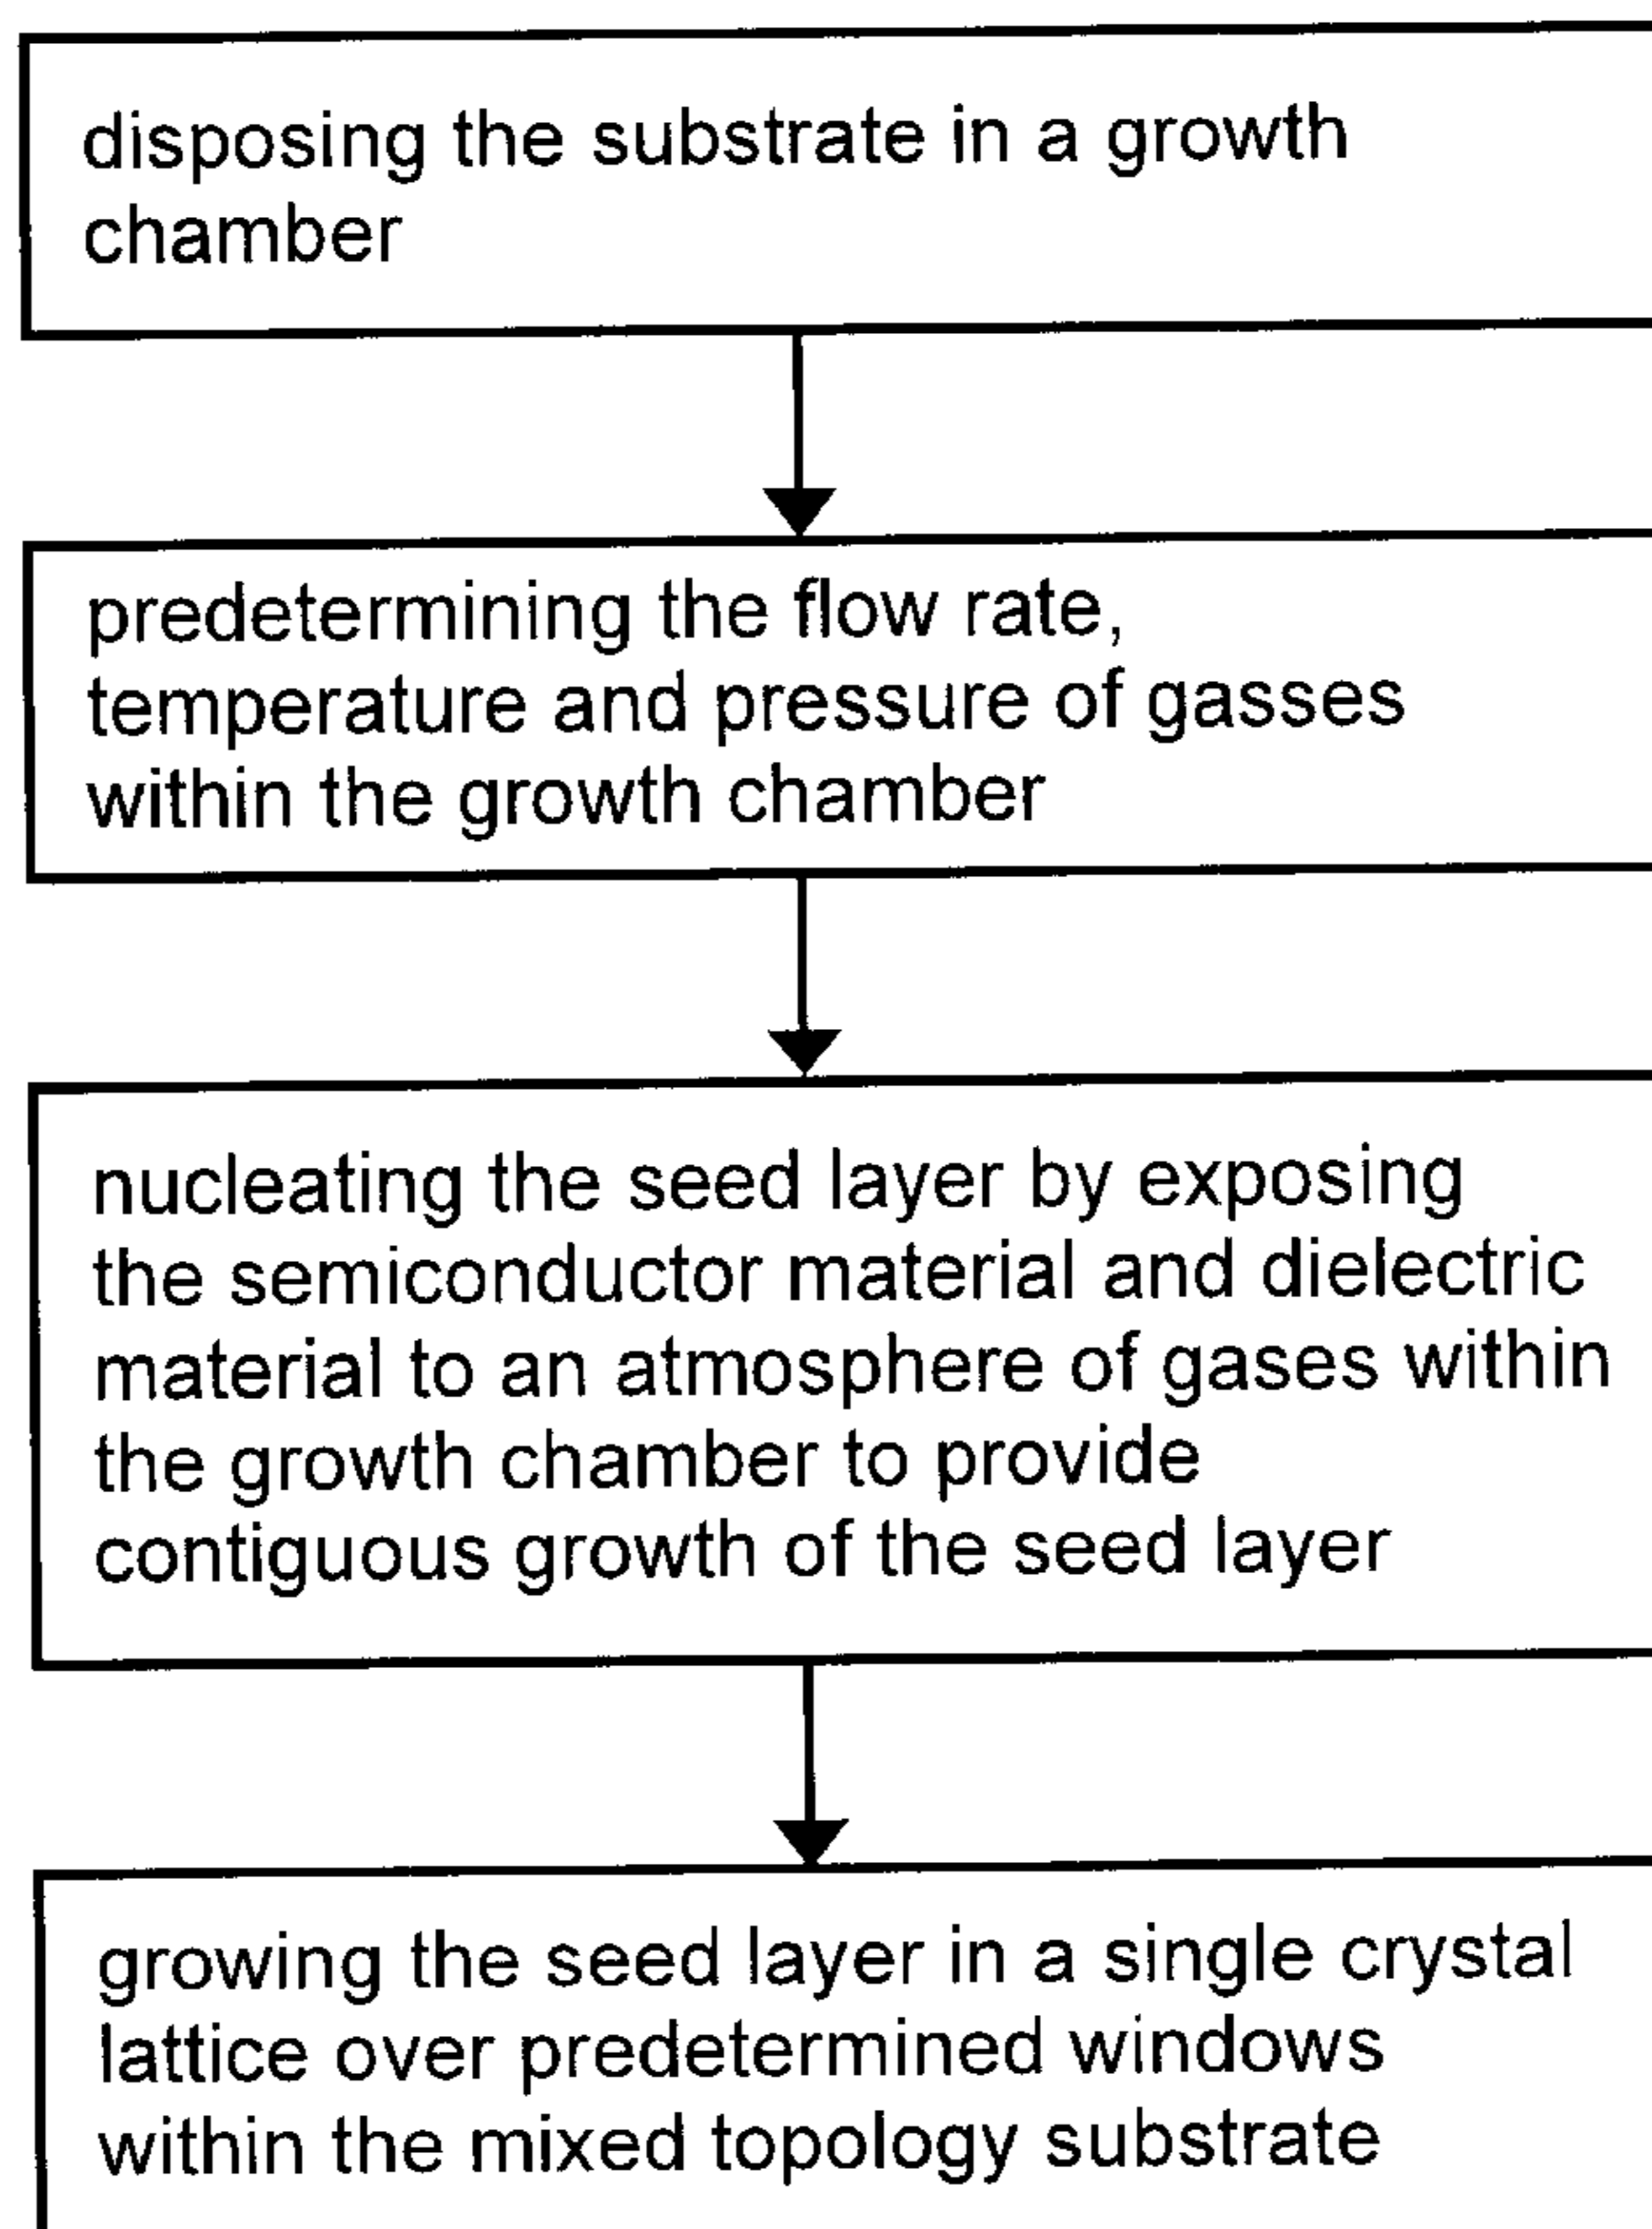 disposing the substrate in a growth
chamber
predetermining the flow rate,
temperature and pressure of gasses
within the growth chamber
nucleating the seed layer by exposing
the semiconductor material and dielectric
material to an atmosphere of gases within
the growth chamber to provide
contiguous growth of the seed layer
growing the seed layer in a single crystal
lattice over predetermined windows
within the mixed topology substrate